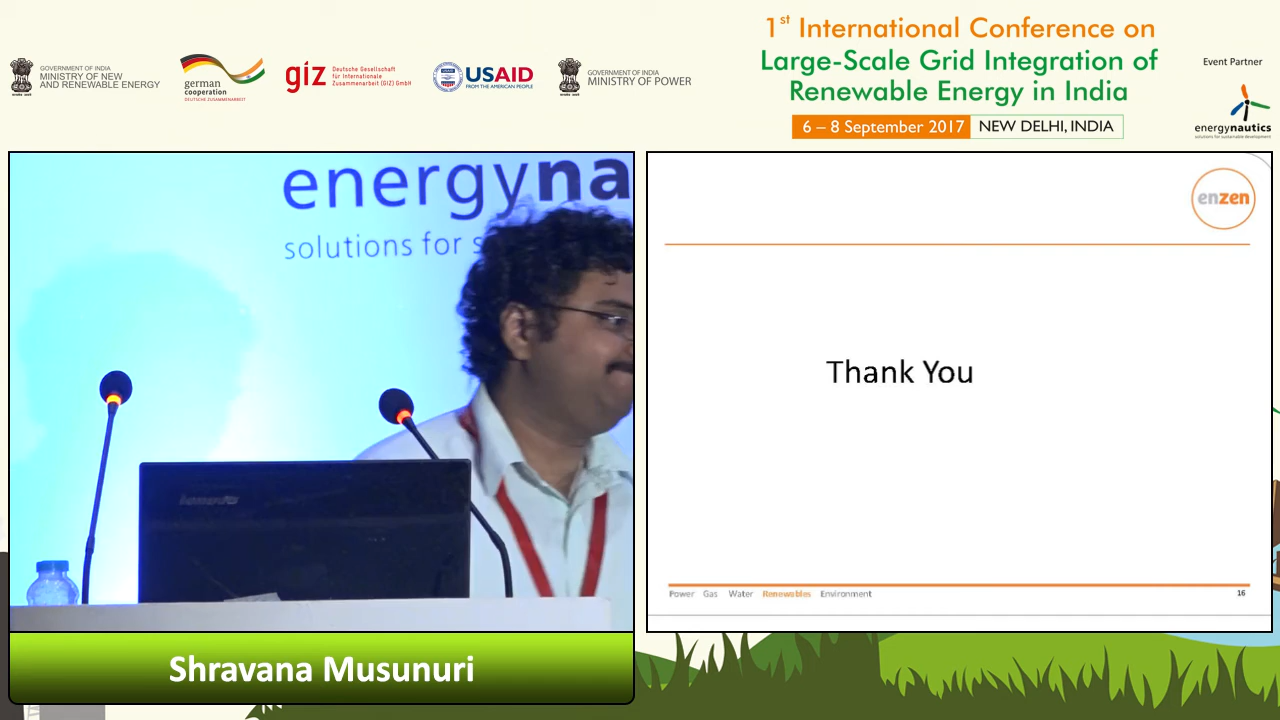 GOVERNMENT OF INDIA
MINISTRY OF NEW
AND RENEWABLE ENERGY
german
cooperation
DEUTSCHE ZUSAMMENARBEIT
giz
Deutsche Gesellschaft
für Internationale
Zusammenarbeit (GIZ) GmbH
USAID
FROM THE AMERICAN PEOPLE
GOVERNMENT OF INDIA
MINISTRY OF POWER
1st International Conference on
Large-Scale Grid Integration of
Renewable Energy in India
6 – 8 September 2017 NEW DELHI, INDIA
Event Partner
energynautics
solutions for sustainable development
energyna
solutions for s
lenovo
Shravana Musunuri
enzen
Thank You
Power Gas Water Renewables Environment
16